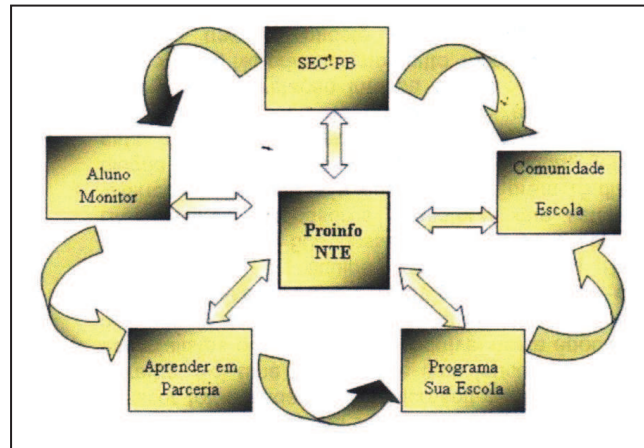 SEC-PB
Aluno
Monitor
Comunidade
Escola
Proinfo
NTE
Aprender em
Parceria
Programa
Sua Escola